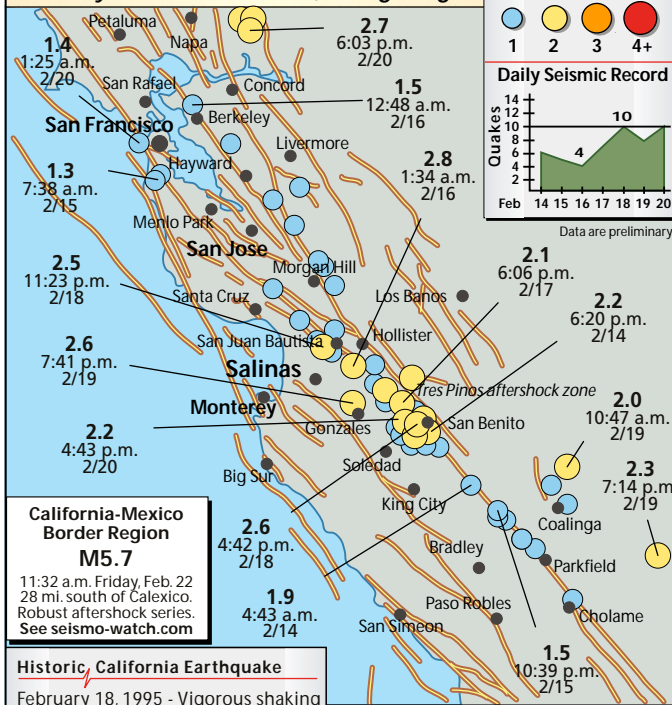 Petaluma
Napa
2.7
6:03 p.m.
2/20
1.4
1:25 a.m.
2/20
San Rafael
Concord
1.5
12:48 a.m.
2/16
Berkeley
San Francisco
Livermore
Hayward
1.3
7:38 a.m.
2/15
2.8
1:34 a.m.
2/16
Menlo Park
San Jose
1 2 3 4+
Daily Seismic Record
Quakes
14
12
10
8
6
4
2
10
4
Feb 14 15 16 17 18 19 20
Data are preliminary
Morgan Hill
2.5
11:23 p.m.
2/18
Santa Cruz
Los Banos
2.1
6:06 p.m.
2/17
2.2
6:20 p.m.
2/14
San Juan Bautista
Hollister
2.6
7:41 p.m.
2/19
Salinas
Tres Pinos aftershock zone
Monterey
Gonzales
San Benito
2.0
10:47 a.m.
2/19
2.2
4:43 p.m.
2/20
Soledad
Big Sur
King City
2.3
7:14 p.m.
2/19
Coalinga
2.6
4:42 p.m.
2/18
Bradley
Parkfield
1.9
4:43 a.m.
2/14
Paso Robles
San Simeon
Cholame
1.5
10:39 p.m.
2/15
California-Mexico
Border Region
M5.7
11:32 a.m. Friday, Feb. 22
28 mi. south of Calexico.
Robust aftershock series.
See seismo-watch.com
Historic California Earthquake
February 18, 1995 - Vigorous shaking